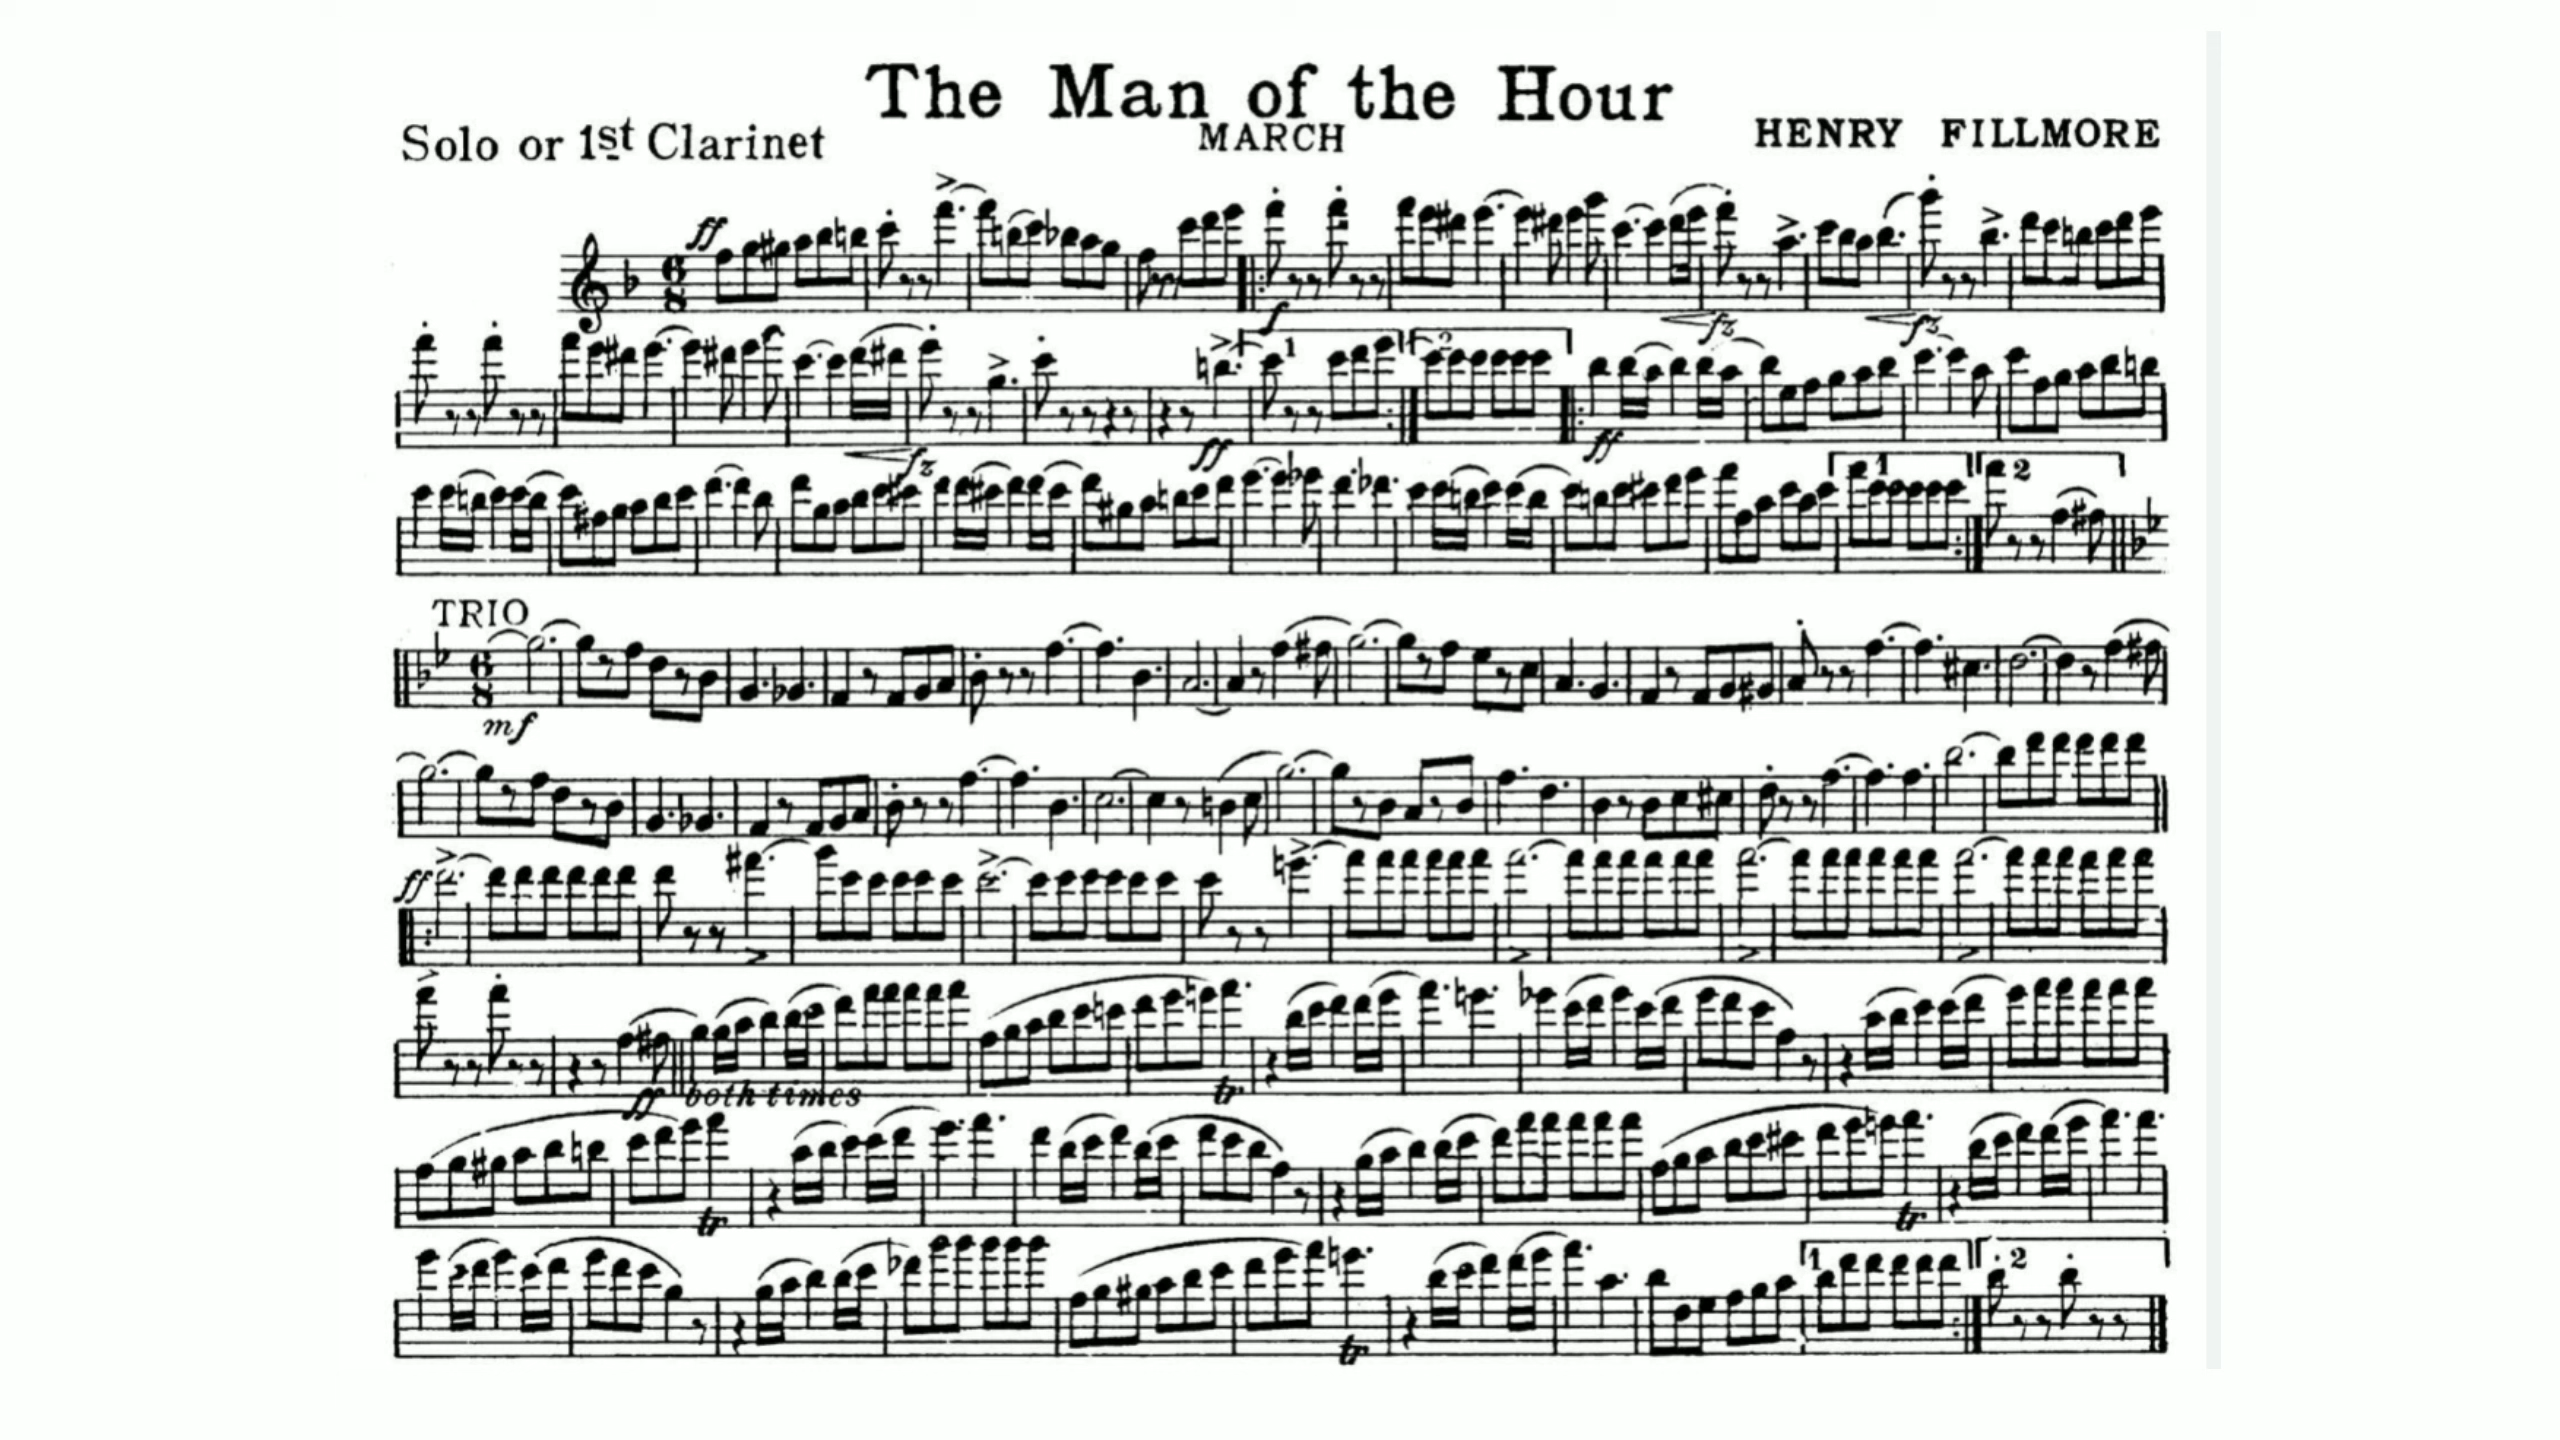 The Man of the Hour
Solo or 1st Clarinet
MARCH
HENRY FILLMORE
ff
f
fz
fz
1
2
fz
ff
ff
1
2
TRIO
mf
ff
ff both times
tr
tr
tr
1
2
tr